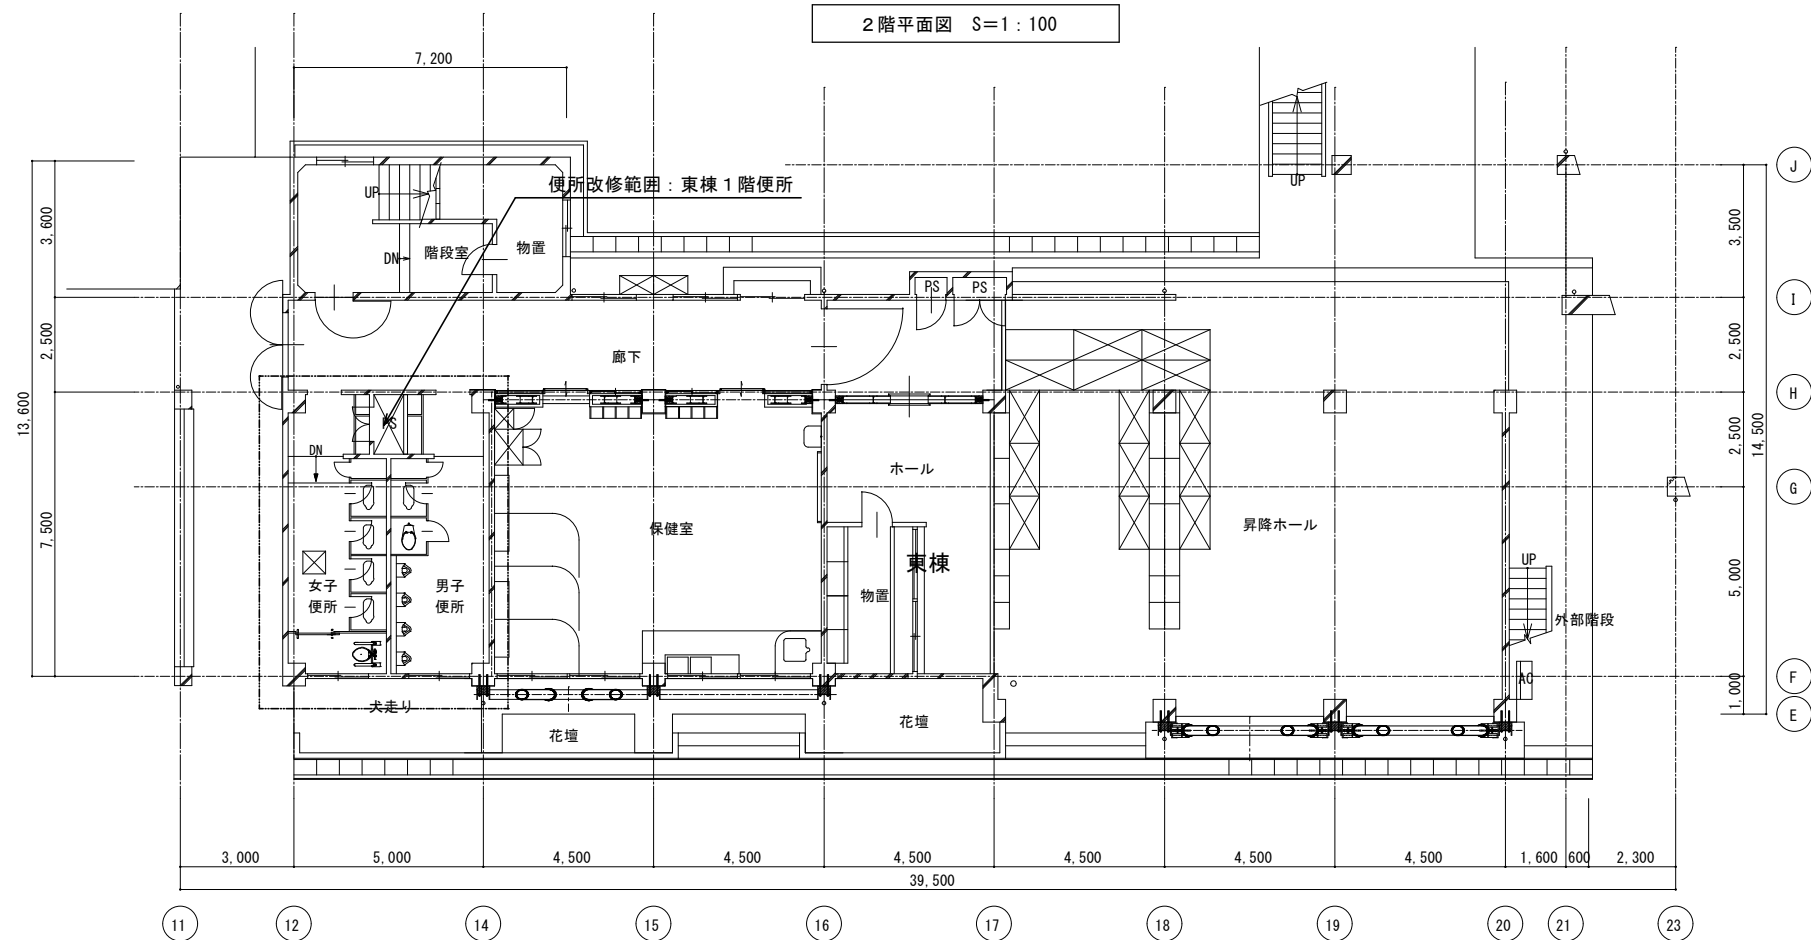 ２階平面図 S=1：100
7,200
J
便所改修範囲：東棟１階便所
UP
UP
3,600
3,500
階段室
物置
DN
PS
PS
I
2,500
廊下
2,500
H
13,600
PS
14,500
DN
ホール
2,500
G
7,500
保健室
昇降ホール
東棟
UP
女子
便所
男子
便所
物置
5,000
外部階段
AC
F
犬走り
花壇
花壇
1,000
E
3,000
5,000
4,500
4,500
4,500
4,500
4,500
4,500
1,600
600
2,300
39,500
11
12
14
15
16
17
18
19
20
21
23